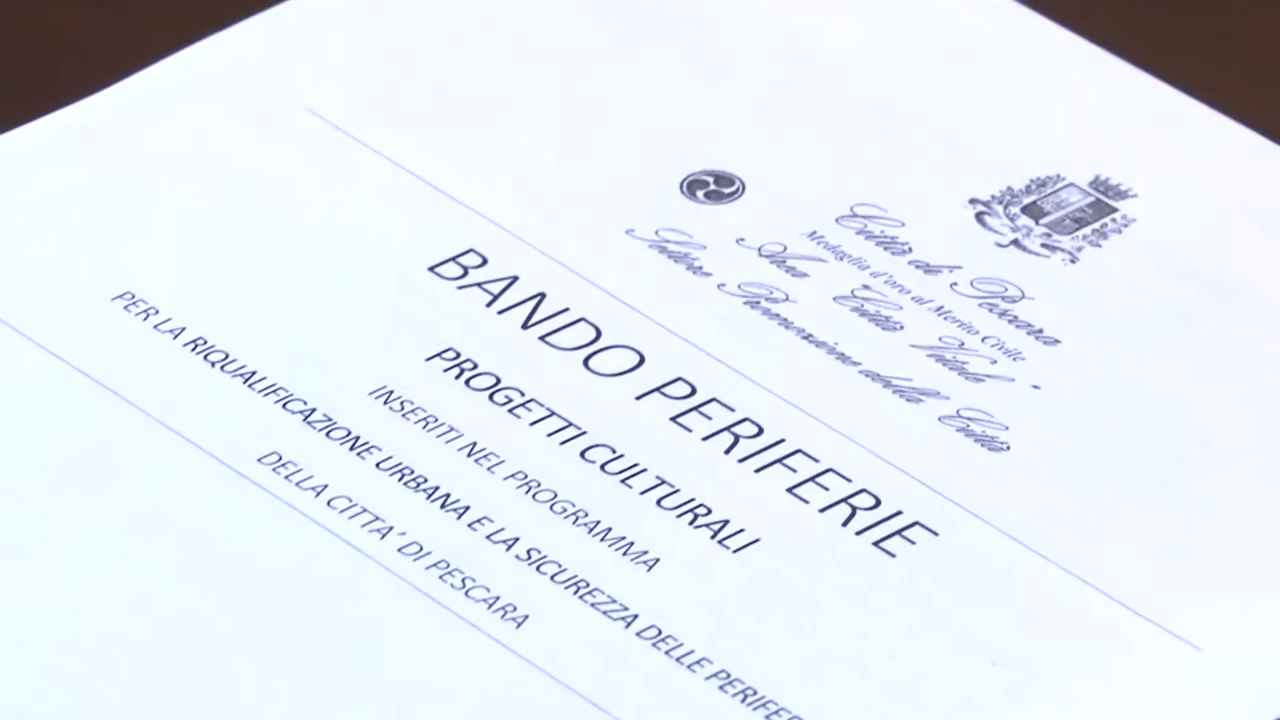 Città di Pescara
Medaglia d'oro al Merito Civile
Area Città Vitale
Settore Promozione della Città
BANDO PERIFERIE
PROGETTI CULTURALI
INSERITI NEL PROGRAMMA
PER LA RIQUALIFICAZIONE URBANA E LA SICUREZZA DELLE PERIFER
DELLA CITTA' DI PESCARA